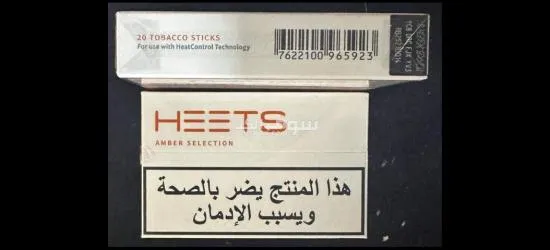 20 TOBACCO STICKS
For use with HeatControl Technology
7622100 965923
HEETS
AMBER SELECTION
هذا المنتج يضر بالصحة
ويسبب الإدمان